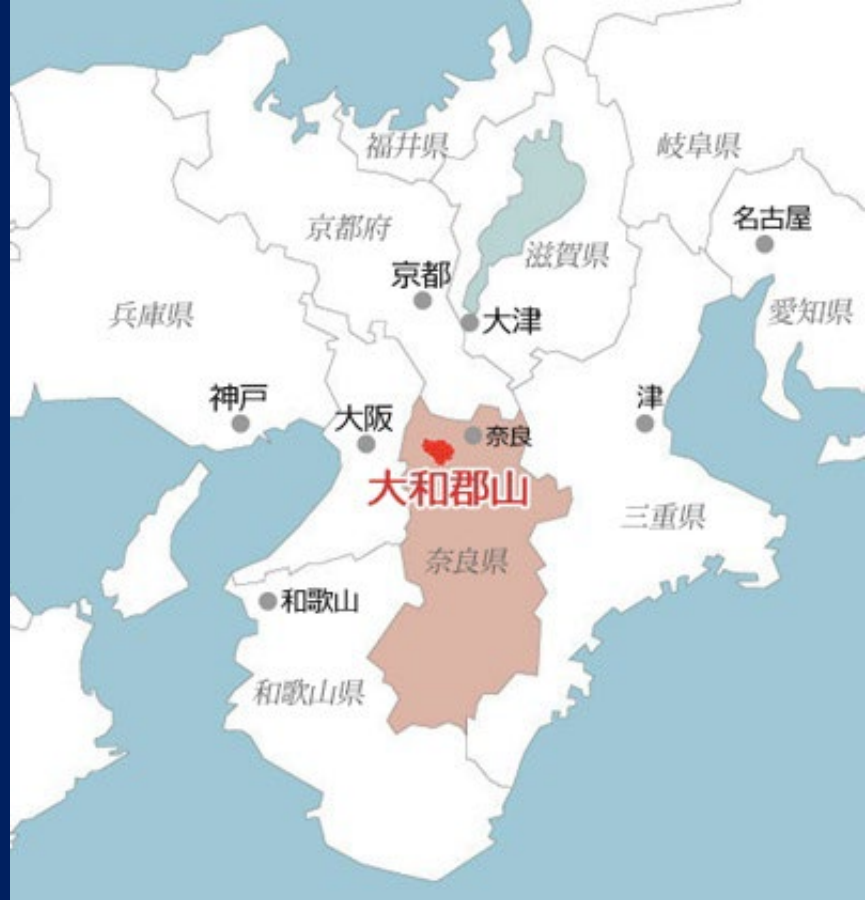 福井県
岐阜県
名古屋
京都府
滋賀県
京都
愛知県
兵庫県
大津
神戸
津
大阪
奈良
大和郡山
三重県
奈良県
和歌山
和歌山県